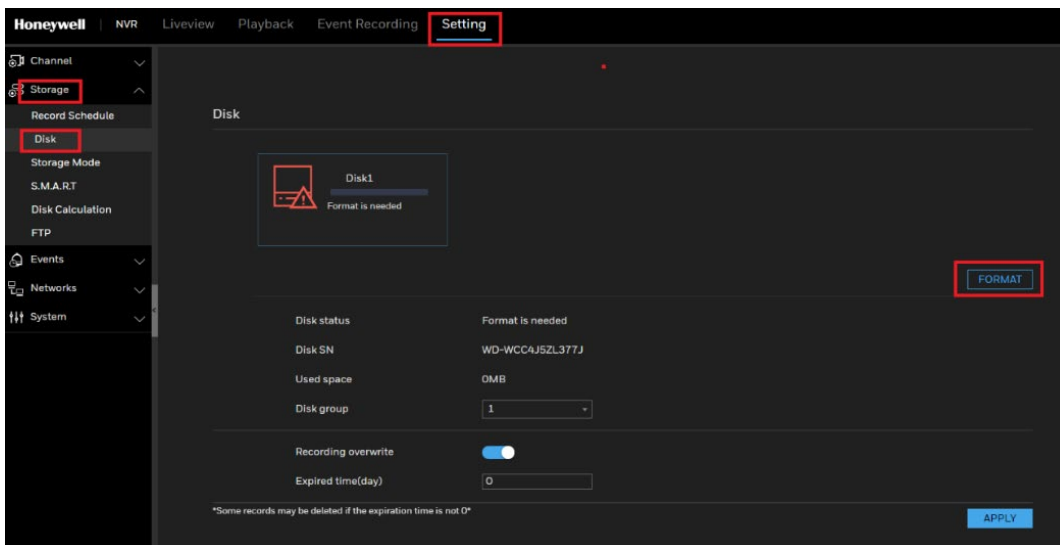 Honeywell | NVR Liveview Playback Event Recording Setting
Channel
Storage
Record Schedule
Disk
Storage Mode
S.M.A.R.T
Disk Calculation
FTP
Events
Networks
System
Disk
Disk1
Format is needed
FORMAT
Disk status Format is needed
Disk SN WD-WCC4J5ZL377J
Used space 0MB
Disk group 1
Recording overwrite
Expired time(day) 0
*Some records may be deleted if the expiration time is not 0*
APPLY